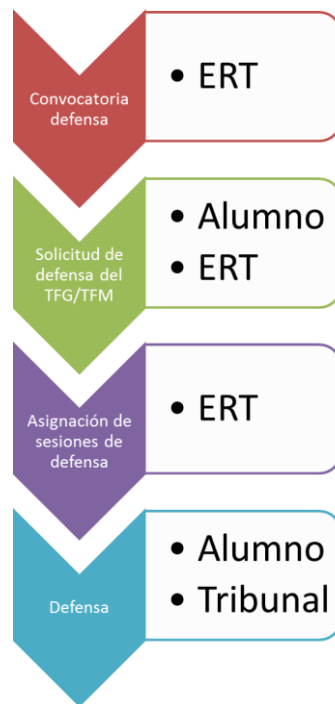 Convocatoria
defensa
• ERT
Solicitud de
defensa del
TFG/TFM
• Alumno
• ERT
Asignación de
sesiones de
defensa
• ERT
Defensa
• Alumno
• Tribunal